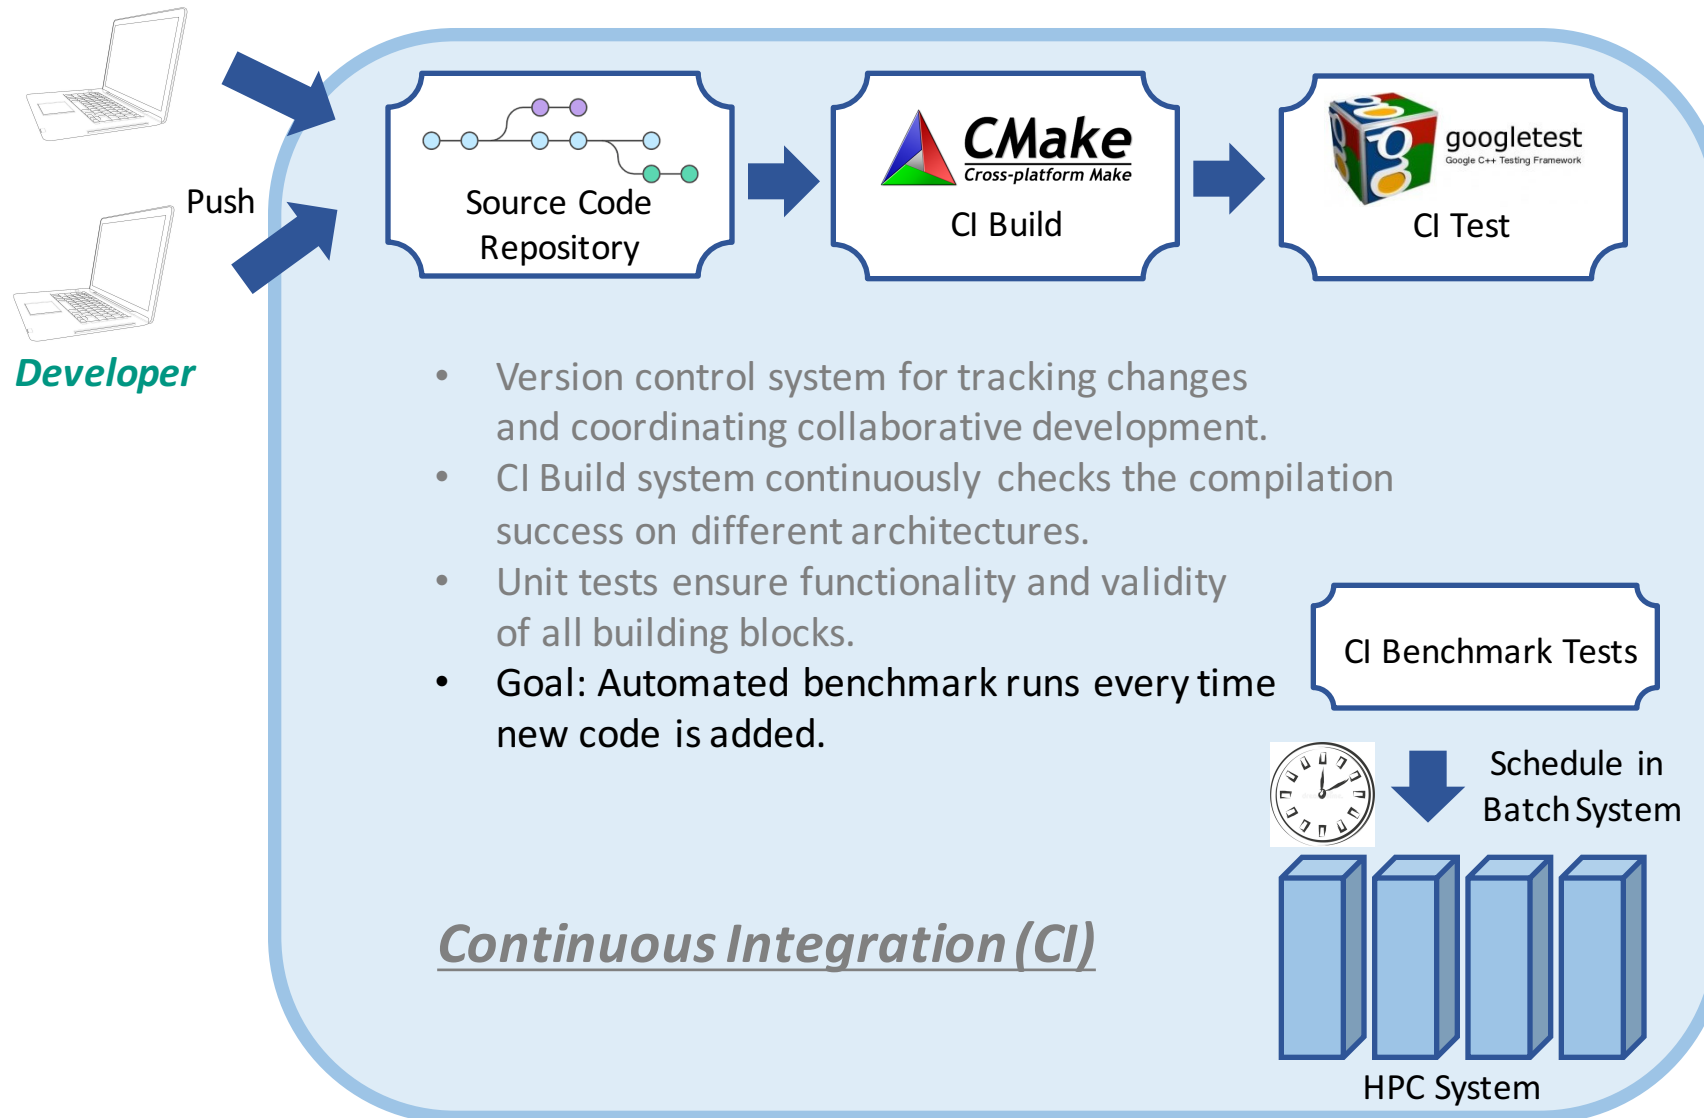 Push
Developer
Source Code
Repository
CMake
Cross-platform Make
CI Build
googletest
Google C++ Testing Framework
CI Test
• Version control system for tracking changes
and coordinating collaborative development.
• CI Build system continuously checks the compilation
success on different architectures.
• Unit tests ensure functionality and validity
of all building blocks.
• Goal: Automated benchmark runs every time
new code is added.
CI Benchmark Tests
Schedule in
Batch System
Continuous Integration (CI)
HPC System